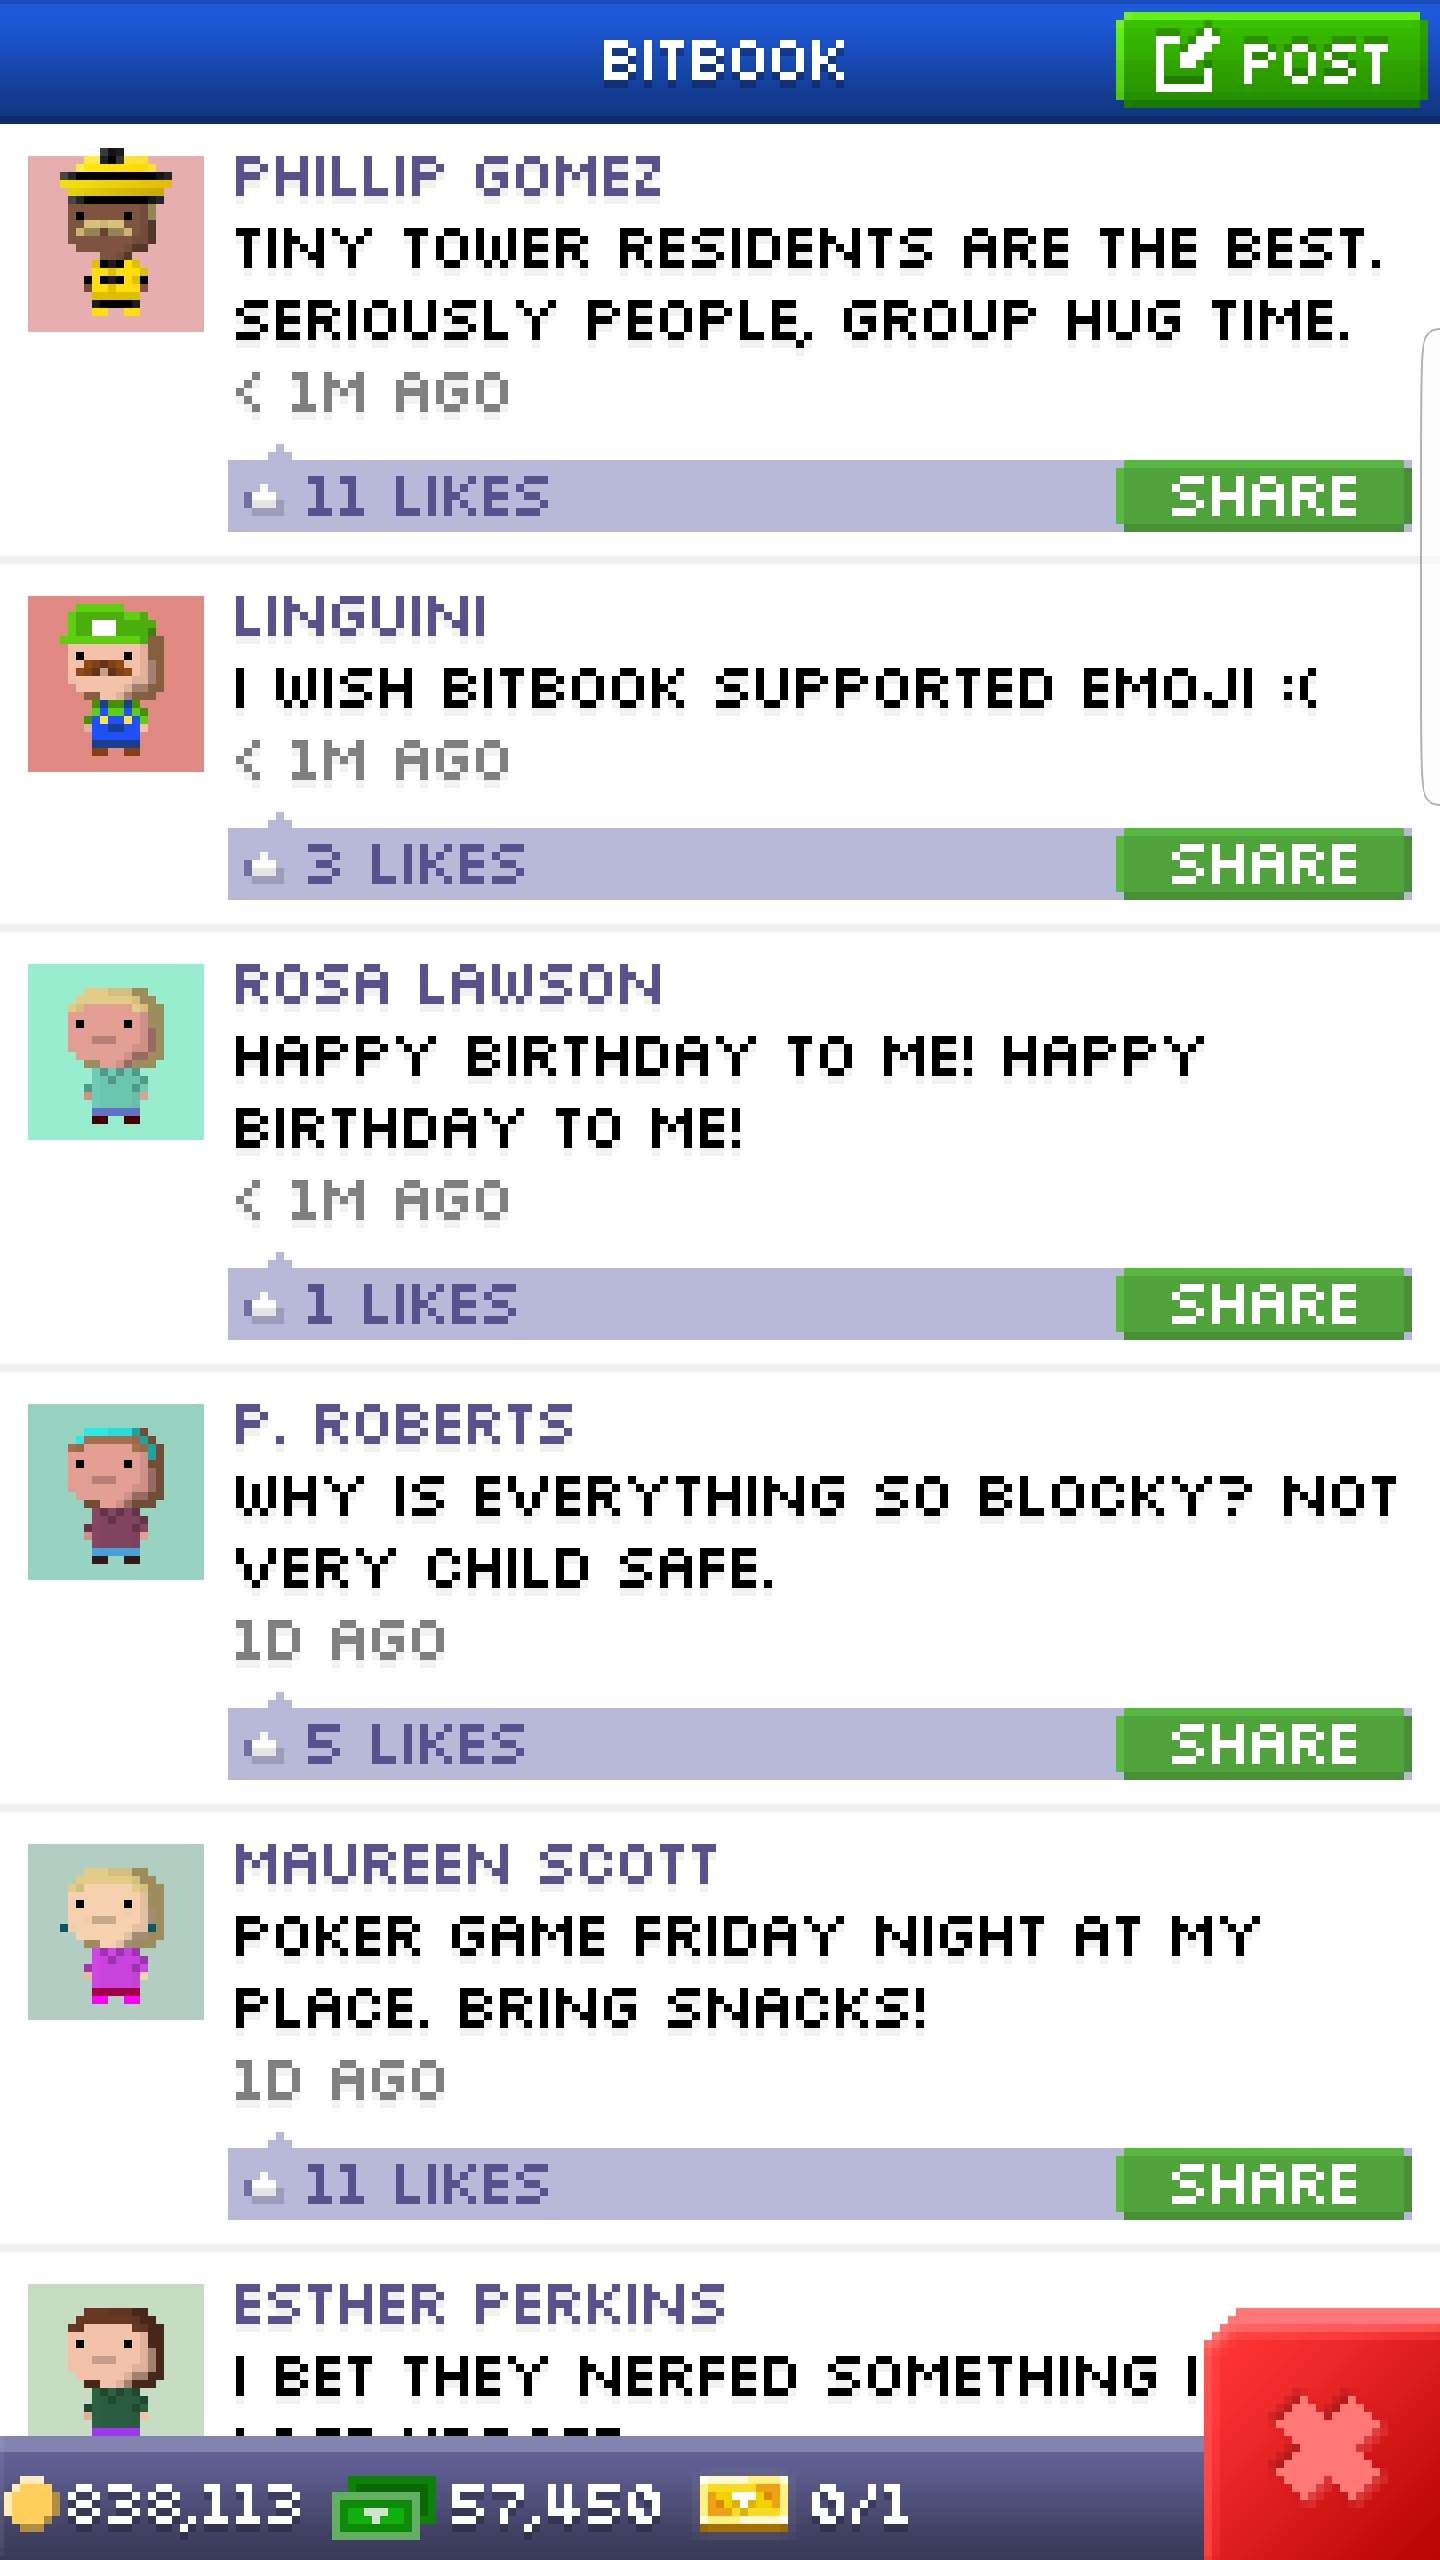 BITBOOK
POST
PHILLIP GOMEZ
TINY TOWER RESIDENTS ARE THE BEST.
SERIOUSLY PEOPLE, GROUP HUG TIME.
< 1M AGO
11 LIKES
SHARE
LINGUINI
I WISH BITBOOK SUPPORTED EMOJI :(
< 1M AGO
3 LIKES
SHARE
ROSA LAWSON
HAPPY BIRTHDAY TO ME! HAPPY
BIRTHDAY TO ME!
< 1M AGO
1 LIKES
SHARE
P. ROBERTS
WHY IS EVERYTHING SO BLOCKY? NOT
VERY CHILD SAFE.
1D AGO
5 LIKES
SHARE
MAUREEN SCOTT
POKER GAME FRIDAY NIGHT AT MY
PLACE. BRING SNACKS!
1D AGO
11 LIKES
SHARE
ESTHER PERKINS
I BET THEY NERFED SOMETHING
838,113
57,450
0/1